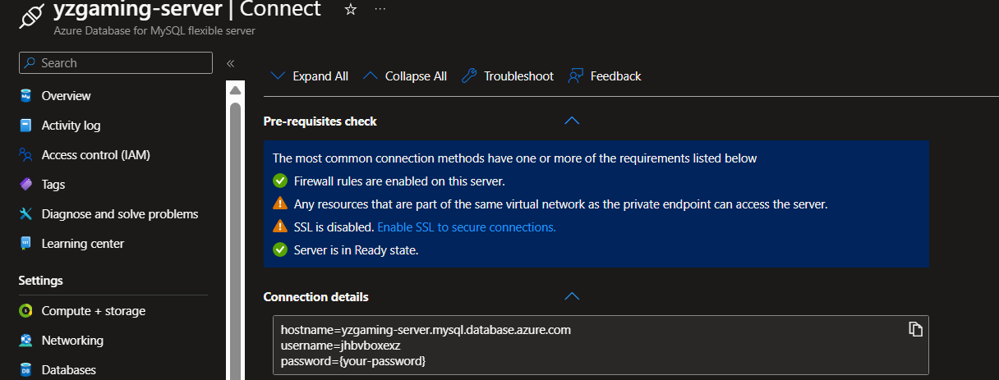 yzgaming-server | Connect
Azure Database for MySQL flexible server
Search
Overview
Activity log
Access control (IAM)
Tags
Diagnose and solve problems
Learning center
Settings
Compute + storage
Networking
Databases
Expand All
Collapse All
Troubleshoot
Feedback
Pre-requisites check
The most common connection methods have one or more of the requirements listed below
Firewall rules are enabled on this server.
Any resources that are part of the same virtual network as the private endpoint can access the server.
SSL is disabled. Enable SSL to secure connections.
Server is in Ready state.
Connection details
hostname=yzgaming-server.mysql.database.azure.com
username=jhbvboxexz
password={your-password}